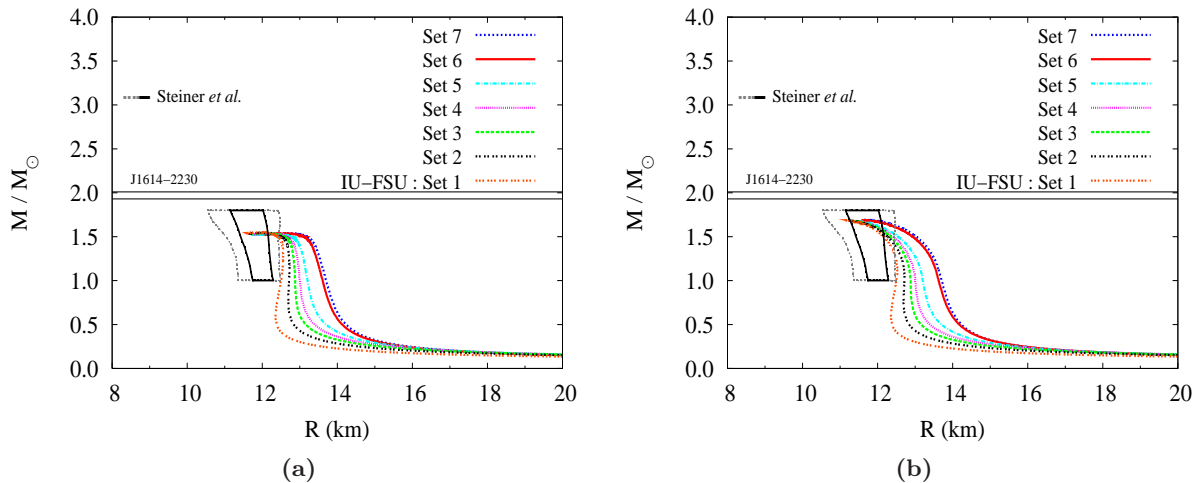 4.0
3.5
3.0
2.5
2.0
1.5
1.0
0.5
0.0
M / M⊙
Set 7
Set 6
Set 5
Set 4
Set 3
Set 2
IU−FSU : Set 1
Steiner et al.
J1614−2230
8 10 12 14 16 18 20
R (km)
(a)
4.0
3.5
3.0
2.5
2.0
1.5
1.0
0.5
0.0
M / M⊙
Set 7
Set 6
Set 5
Set 4
Set 3
Set 2
IU−FSU : Set 1
Steiner et al.
J1614−2230
8 10 12 14 16 18 20
R (km)
(b)